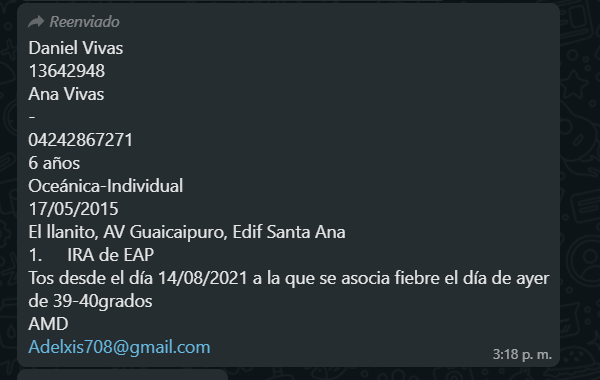 Reenviado
Daniel Vivas
13642948
Ana Vivas
-
04242867271
6 años
Oceánica-Individual
17/05/2015
El llanito, AV Guaicaipuro, Edif Santa Ana
1. IRA de EAP
Tos desde el día 14/08/2021 a la que se asocia fiebre el día de ayer
de 39-40grados
AMD
Adelxis708@gmail.com
3:18 p. m.